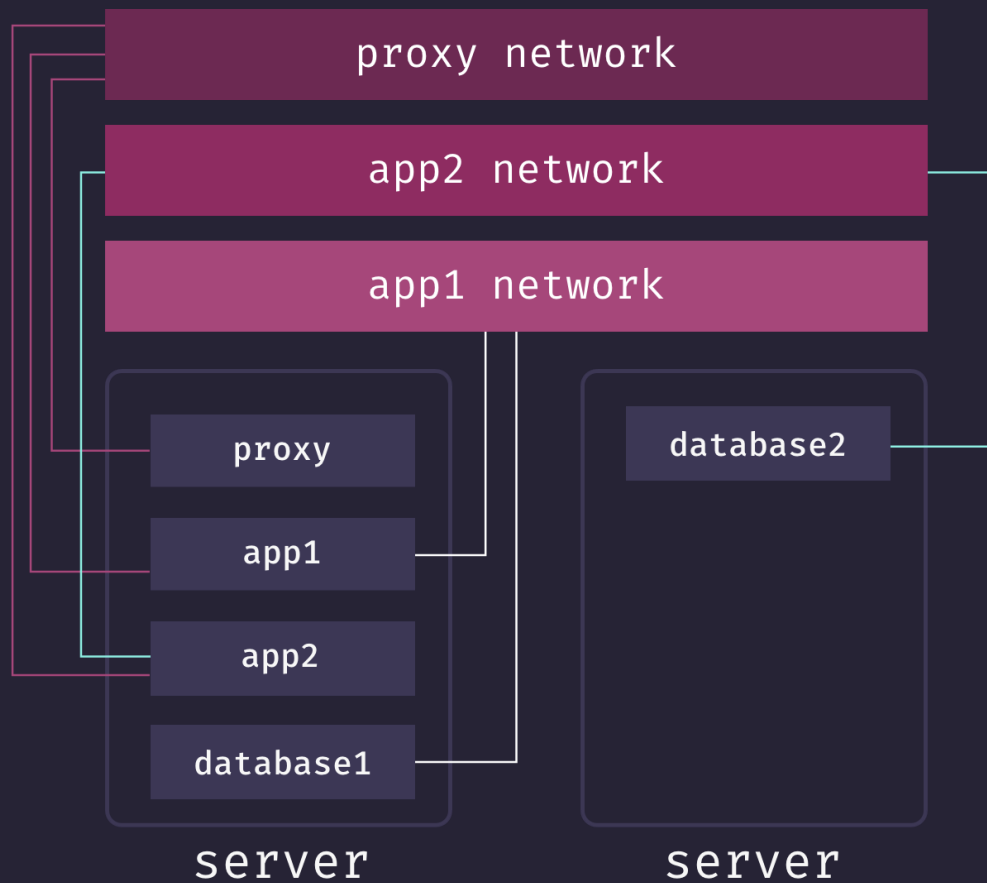 proxy network
app2 network
app1 network
proxy
app1
app2
database1
server
database2
server